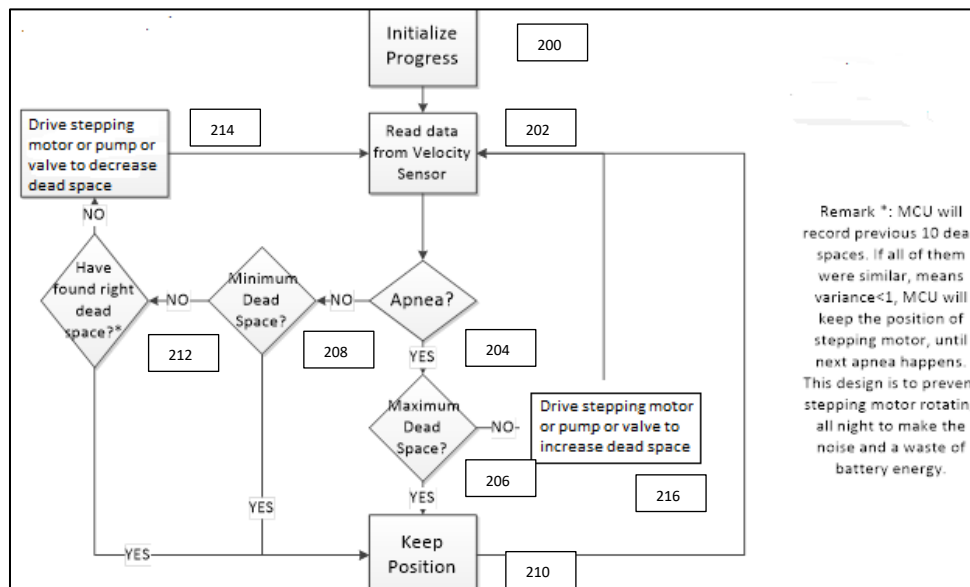 Initialize
Progress
200
Drive stepping
motor or pump or
valve to decrease
dead space
214
Read data
from Velocity
Sensor
202
NO
Have
found right
dead
space?*
212
NO
Minimum
Dead
Space?
208
NO
Apnea?
204
YES
Maximum
Dead
Space?
206
NO
Drive stepping motor
or pump or valve to
increase dead space
216
YES
YES
YES
Keep
Position
210
Remark *: MCU will
record previous 10
spaces. If all of them
were similar, means
variance<1, MCU will
keep the position of
stepping motor, until
next apnea happens.
This design is to
stepping motor
all night to make the
noise and a waste of
battery energy.